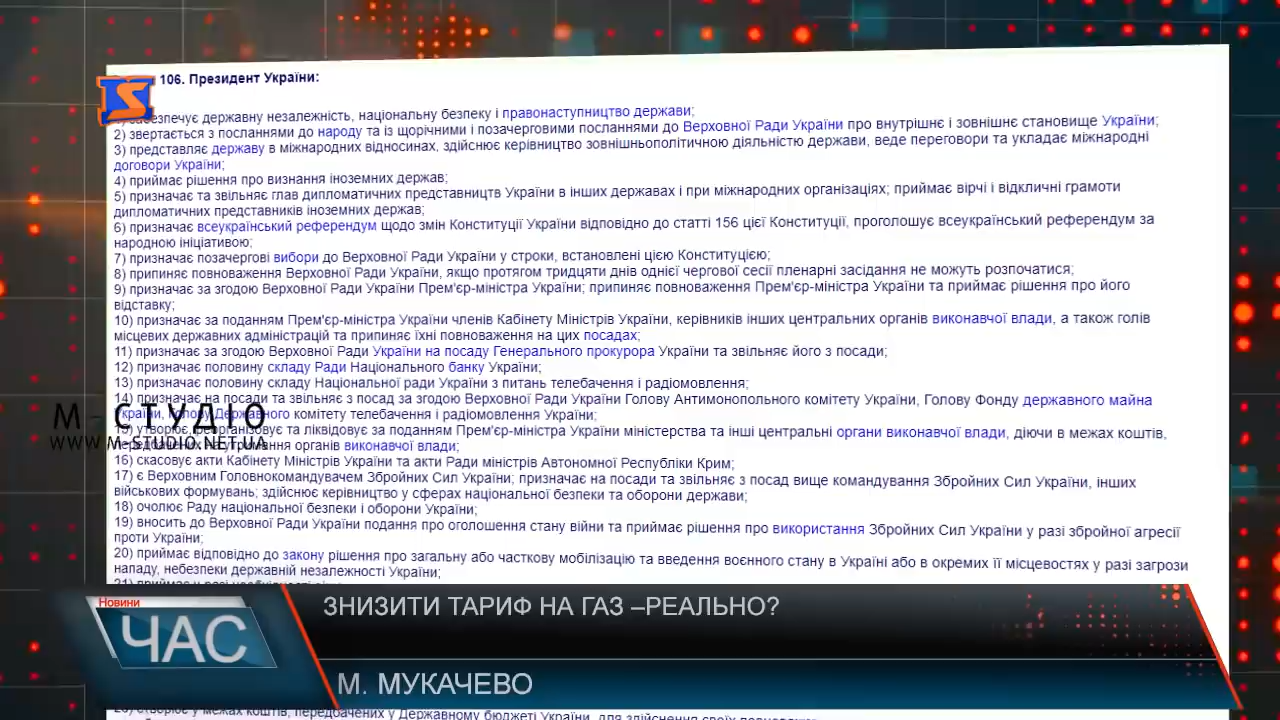 106. Президент України:
забезпечує державну незалежність, національну безпеку і правонаступництво держави;
2) звертається з посланнями до народу та із щорічними і позачерговими посланнями до Верховної Ради України про внутрішнє і зовнішнє становище України;
3) представляє державу в міжнародних відносинах, здійснює керівництво зовнішньополітичною діяльністю держави, веде переговори та укладає міжнародні
договори України;
4) приймає рішення про визнання іноземних держав;
5) призначає та звільняє глав дипломатичних представництв України в інших державах і при міжнародних організаціях; приймає вірчі і відкличні грамоти
дипломатичних представників іноземних держав;
6) призначає всеукраїнський референдум щодо змін Конституції України відповідно до статті 156 цієї Конституції, проголошує всеукраїнський референдум за
народною ініціативою;
7) призначає позачергові вибори до Верховної Ради України у строки, встановлені цією Конституцією;
8) припиняє повноваження Верховної Ради України, якщо протягом тридцяти днів однієї чергової сесії пленарні засідання не можуть розпочатися;
9) призначає за згодою Верховної Ради України Прем'єр-міністра України; припиняє повноваження Прем'єр-міністра України та приймає рішення про його
відставку;
10) призначає за поданням Прем'єр-міністра України членів Кабінету Міністрів України, керівників інших центральних органів виконавчої влади, а також голів
місцевих державних адміністрацій та припиняє їхні повноваження на цих посадах;
11) призначає за згодою Верховної Ради України на посаду Генерального прокурора України та звільняє його з посади;
12) призначає половину складу Ради Національного банку України;
13) призначає половину складу Національної ради України з питань телебачення і радіомовлення;
14) призначає на посади та звільняє з посад за згодою Верховної Ради України Голову Антимонопольного комітету України, Голову Фонду державного майна
України, Голову Державного комітету телебачення і радіомовлення України;
15) утворює, реорганізовує та ліквідовує за поданням Прем'єр-міністра України міністерства та інші центральні органи виконавчої влади, діючи в межах коштів,
передбачених на утримання органів виконавчої влади;
16) скасовує акти Кабінету Міністрів України та акти Ради міністрів Автономної Республіки Крим;
17) є Верховним Головнокомандувачем Збройних Сил України; призначає на посади та звільняє з посад вище командування Збройних Сил України, інших
військових формувань; здійснює керівництво у сферах національної безпеки та оборони держави;
18) очолює Раду національної безпеки і оборони України;
19) вносить до Верховної Ради України подання про оголошення стану війни та приймає рішення про використання Збройних Сил України у разі збройної агресії
проти України;
20) приймає відповідно до закону рішення про загальну або часткову мобілізацію та введення воєнного стану в Україні або в окремих її місцевостях у разі загрози
нападу, небезпеки державній незалежності України;
М-СТУДІО
WWW.M-STUDIO.NET.UA
Новини
ЧАС
ЗНИЗИТИ ТАРИФ НА ГАЗ –РЕАЛЬНО?
М. МУКАЧЕВО